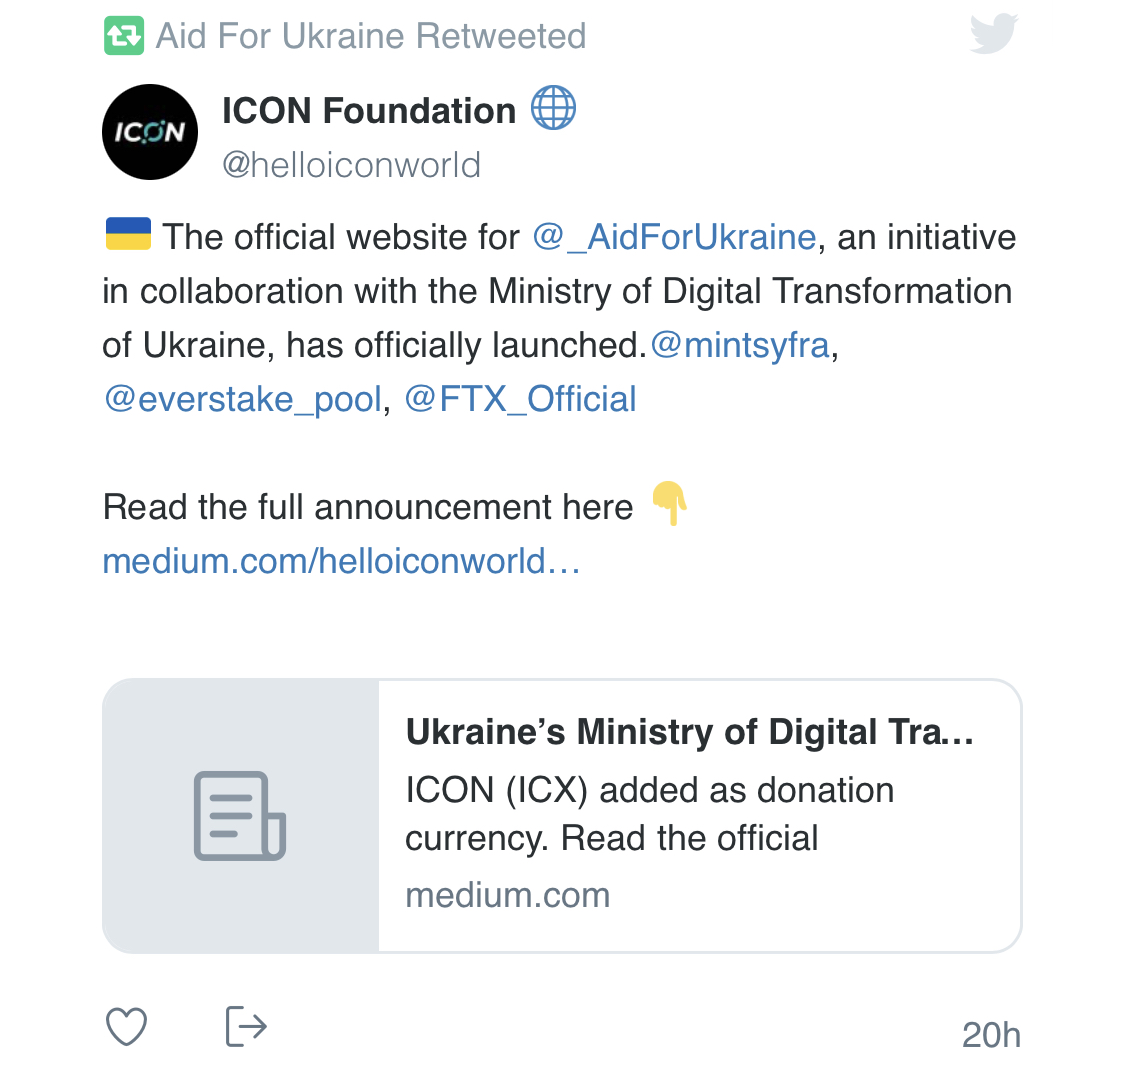 Aid For Ukraine Retweeted
ICON
ICON Foundation
@helloiconworld
The official website for @_AidForUkraine, an initiative
in collaboration with the Ministry of Digital Transformation
of Ukraine, has officially launched.@mintsyfra,
@everstake_pool, @FTX_Official
Read the full announcement here
medium.com/helloiconworld…
Ukraine’s Ministry of Digital Tra…
ICON (ICX) added as donation
currency. Read the official
medium.com
20h